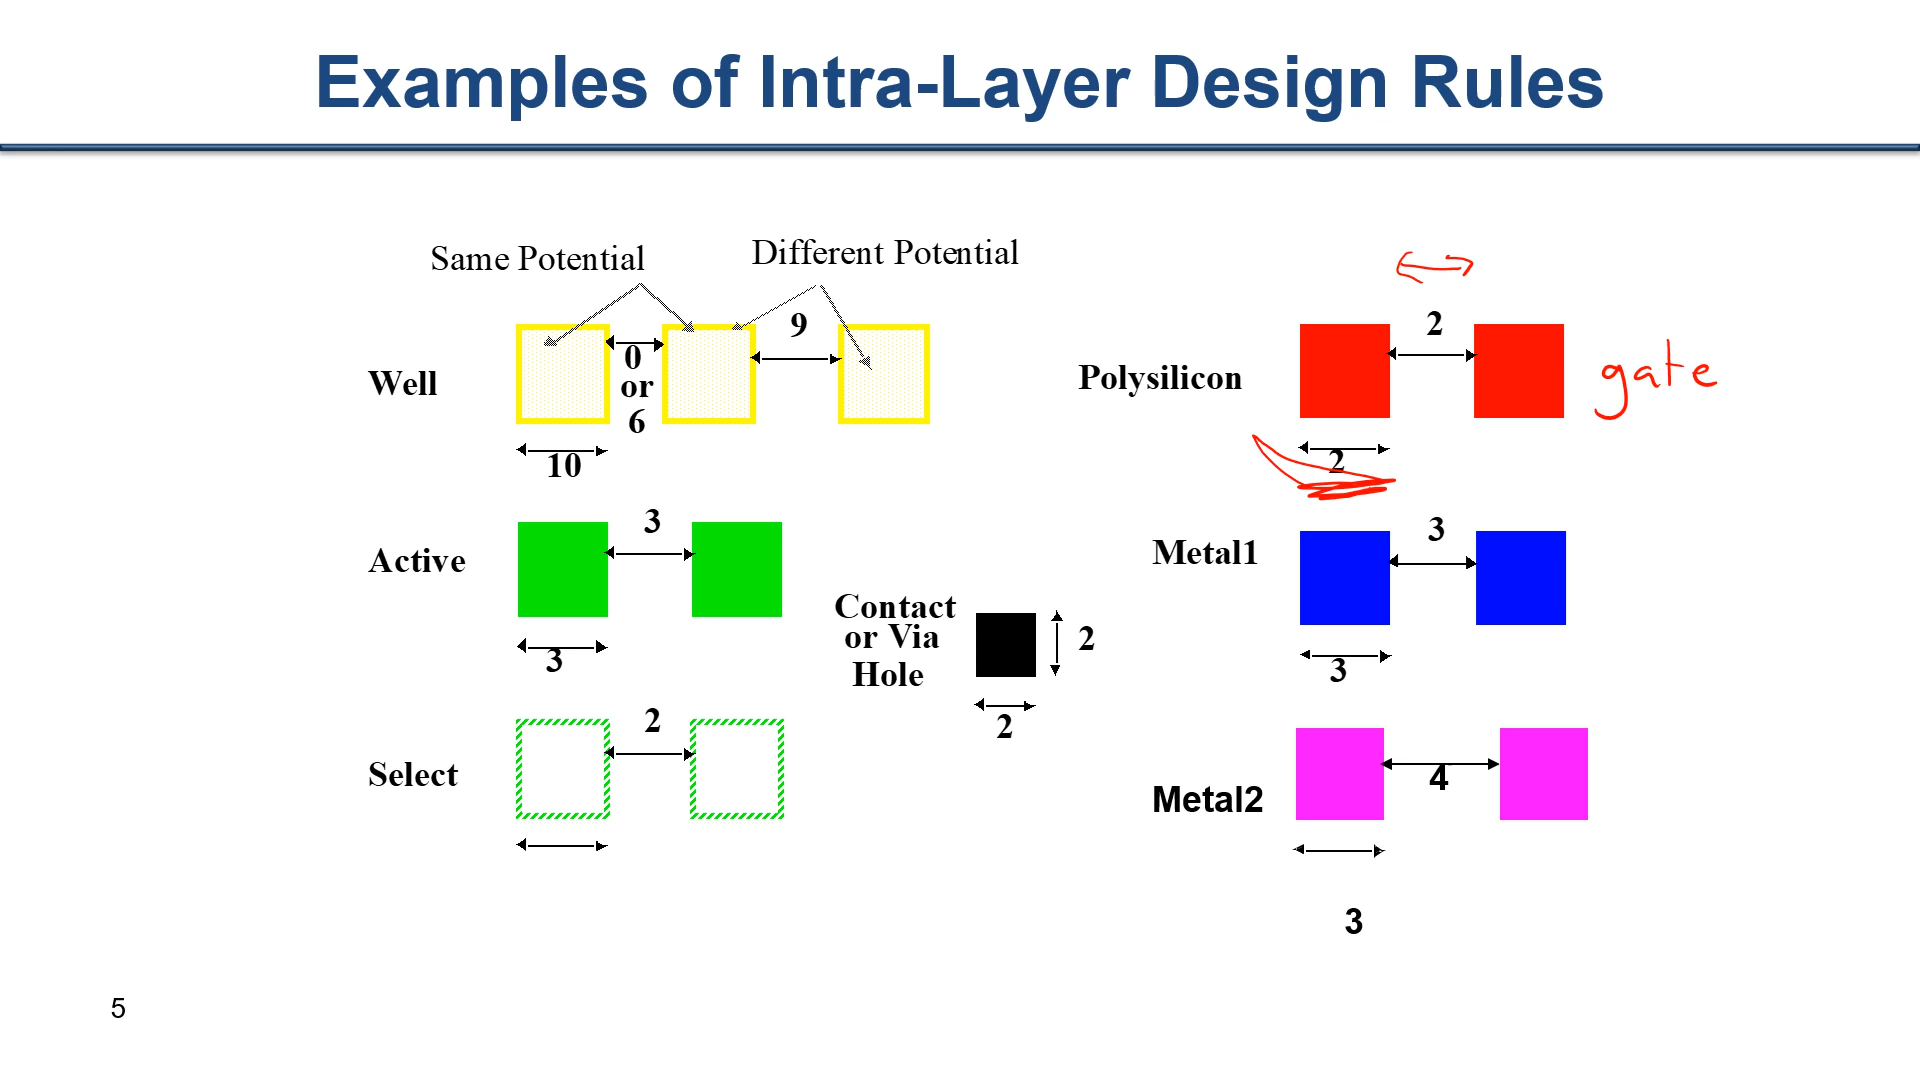 Examples of Intra-Layer Design Rules
Same Potential
Different Potential
Well
0
or
6
9
10
Polysilicon
2
2
gate
Active
3
3
Contact
or Via
Hole
2
2
Metal1
3
3
Select
2
Metal2
4
3
5